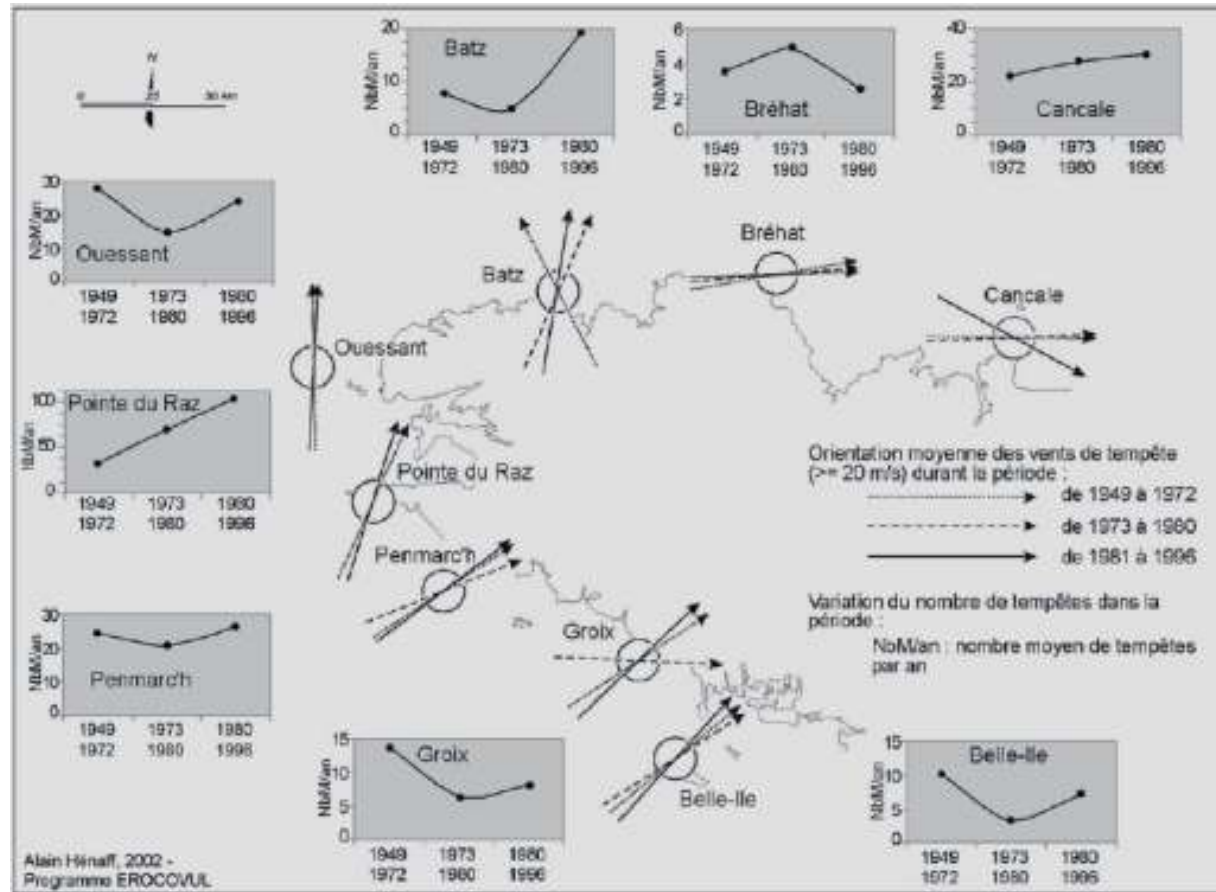 20
10
0
NbM/an
Batz
1949 1973 1980
1972 1980 1996
6
4
2
0
NbM/an
Bréhat
1949 1973 1980
1972 1980 1996
40
20
0
NbM/an
Cancale
1949 1973 1980
1972 1980 1996
N
0 25 50 km
30
20
10
0
NbM/an
Ouessant
1949 1973 1980
1972 1980 1996
Batz
Bréhat
Cancale
Ouessant
100
50
0
NbM/an
Pointe du Raz
1949 1973 1980
1972 1980 1996
Pointe du Raz
Orientation moyenne des vents de tempête
(>= 20 m/s) durant la période :
de 1949 à 1972
de 1973 à 1980
de 1981 à 1996
Penmarc'h
Variation du nombre de tempêtes dans la
période :
NbM/an : nombre moyen de tempêtes
par an
30
20
10
0
NbM/an
Penmarc'h
1949 1973 1980
1972 1980 1996
Groix
Belle-Ile
15
10
5
0
NbM/an
Groix
1949 1973 1980
1972 1980 1996
15
10
5
0
NbM/an
Belle-Ile
1949 1973 1980
1972 1980 1996
Alain Hénaff, 2002 -
Programme EROCOVUL